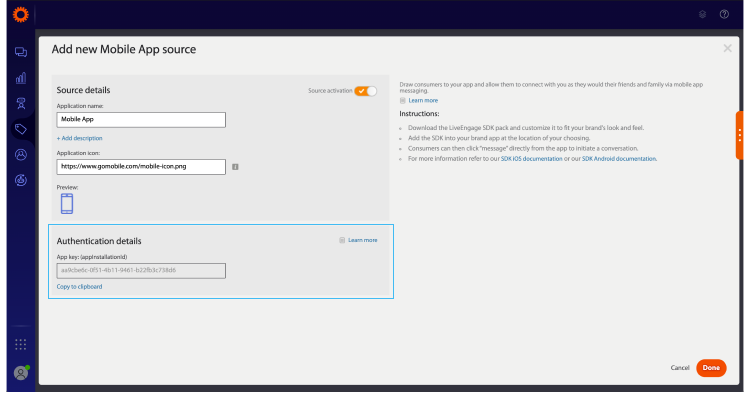 Add new Mobile App source
Source details
Source activation
Application name:
Mobile App
+ Add description
Application icon:
https://www.gomobile.com/mobile-icon.png
i
Preview:
Authentication details
Learn more
App key: (appInstallationId)
aa9cbe6c-0f51-4b11-9461-b22fb3c738d6
Copy to clipboard
Draw consumers to your app and allow them to connect with you as they would their friends and family via mobile app
messaging.
Learn more
Instructions:
Download the LiveEngage SDK pack and customize it to fit your brand's look and feel.
Add the SDK into your brand app at the location of your choosing.
Consumers can then click "message" directly from the app to initiate a conversation.
For more information refer to our SDK iOS documentation or our SDK Android documentation.
Cancel
Done